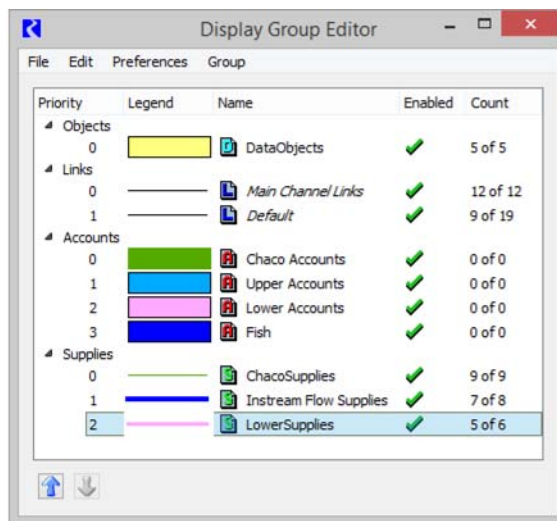 Display Group Editor
File Edit Preferences Group
Priority Legend Name Enabled Count
Objects
0 DataObjects 5 of 5
Links
0 Main Channel Links 12 of 12
1 Default 9 of 19
Accounts
0 Chaco Accounts 0 of 0
1 Upper Accounts 0 of 0
2 Lower Accounts 0 of 0
3 Fish 0 of 0
Supplies
0 ChacoSupplies 9 of 9
1 Instream Flow Supplies 7 of 8
2 LowerSupplies 5 of 6